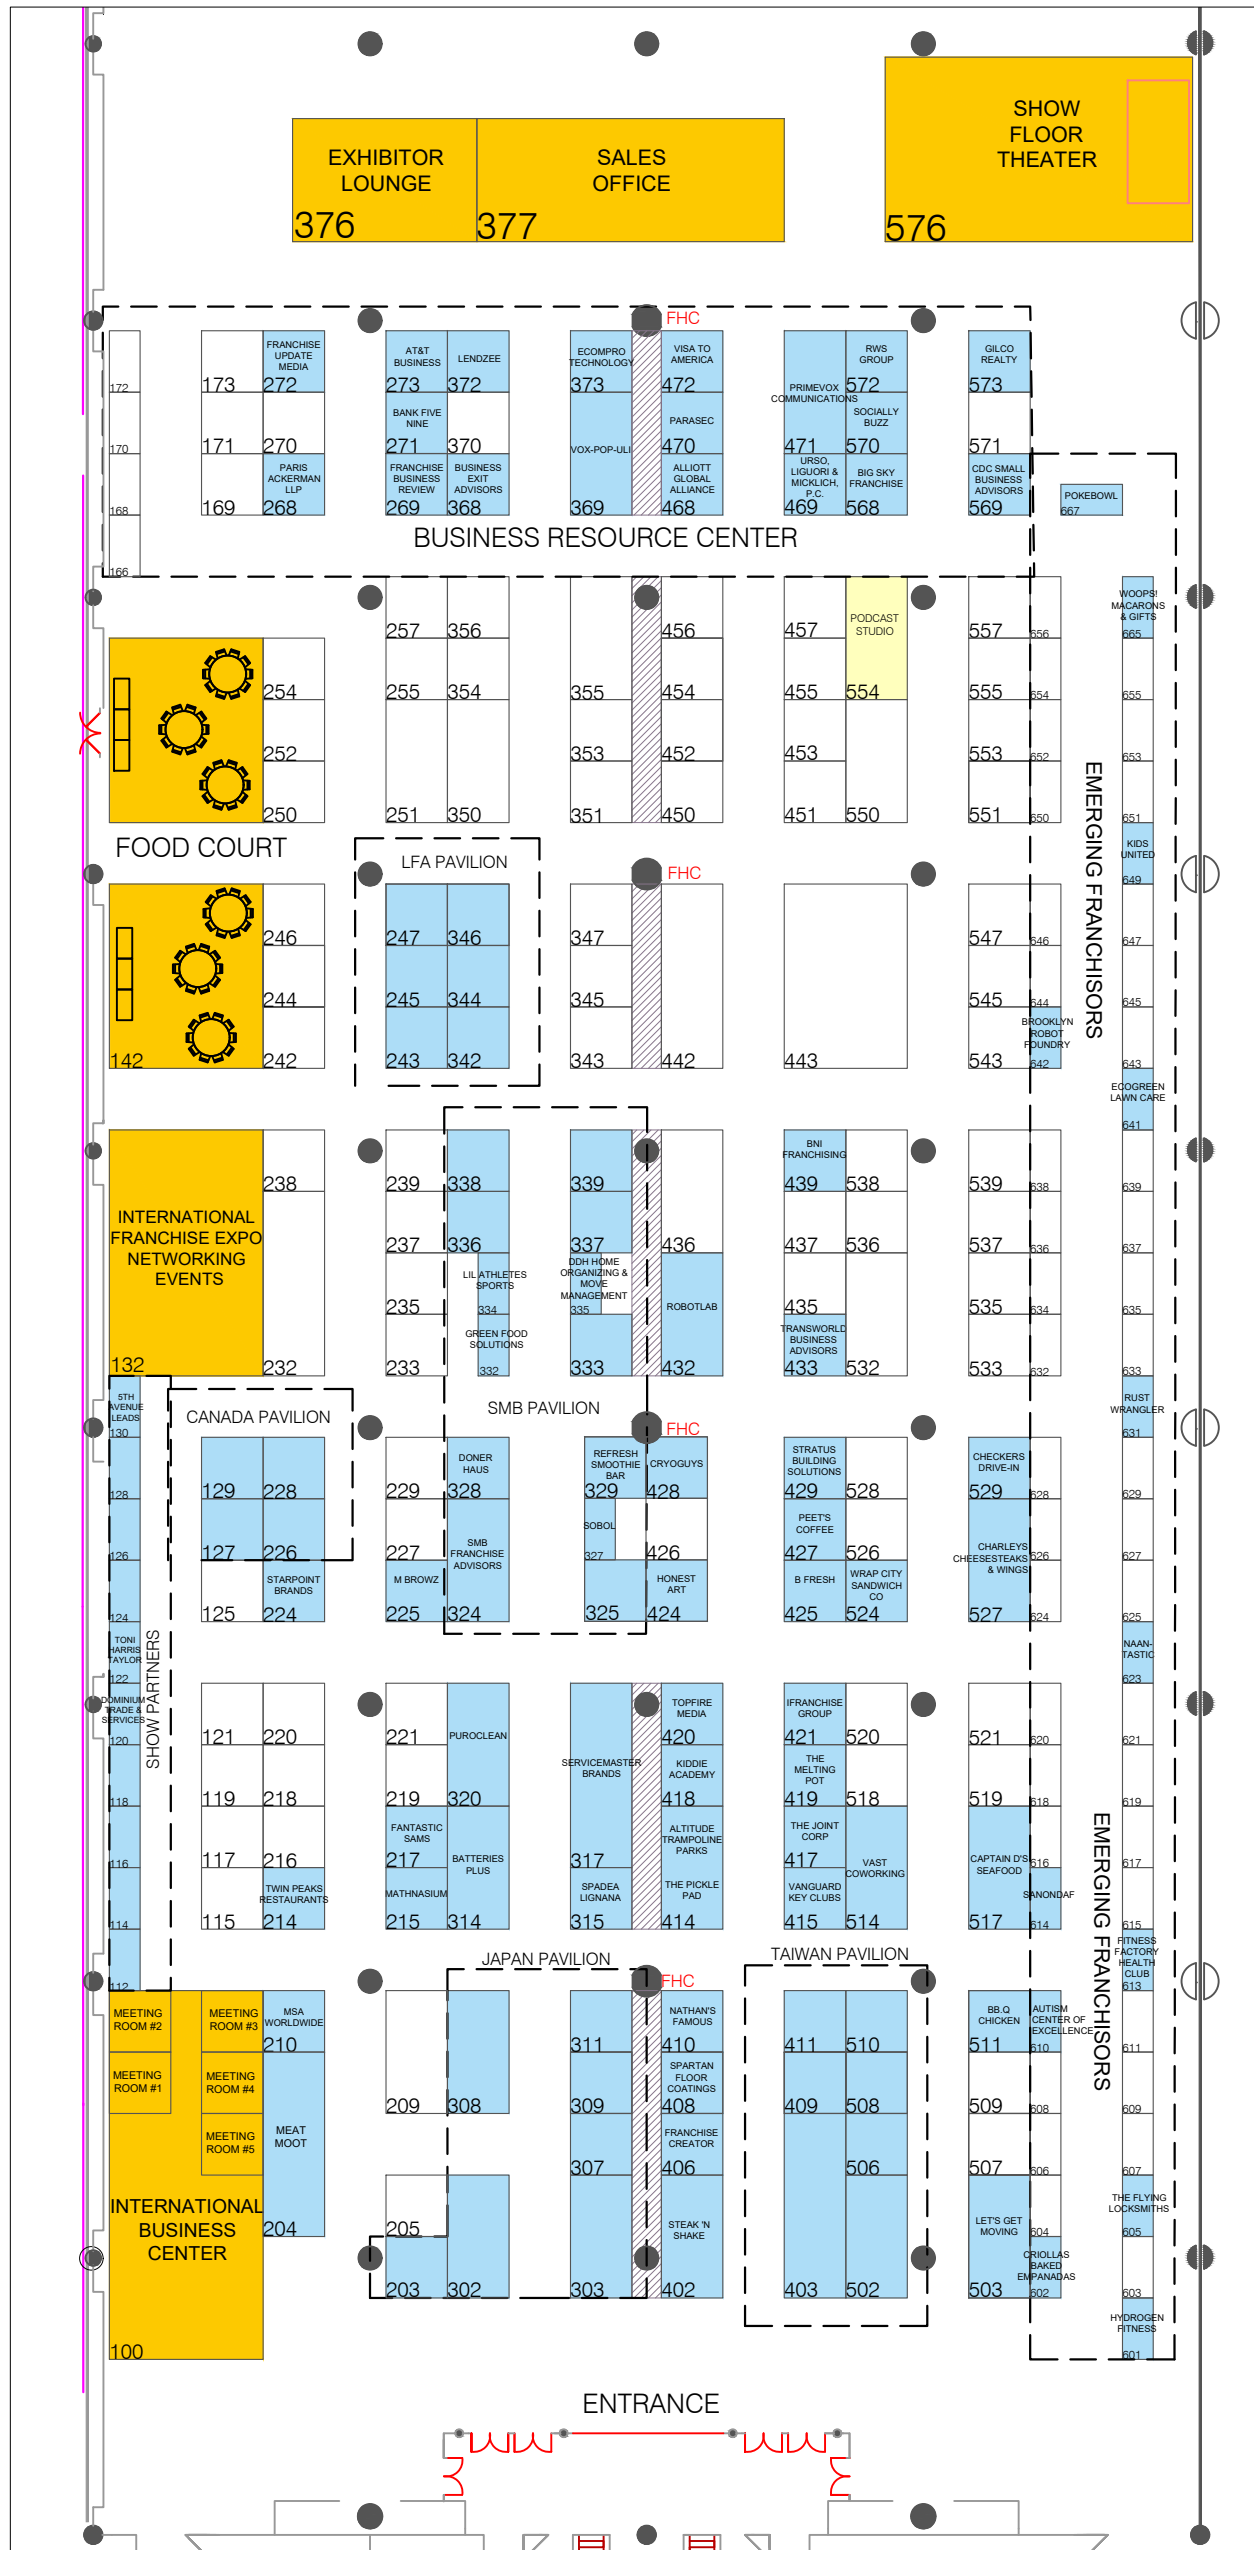 SHOW
FLOOR
THEATER
576
EXHIBITOR
LOUNGE
376
SALES
OFFICE
377
FHC
172
170
168
166
173
FRANCHISE
UPDATE
MEDIA
272
171
270
169
PARIS
ACKERMAN
LLP
268
AT&T
BUSINESS
273
LENDZEE
372
BANK FIVE
NINE
271
370
FRANCHISE
BUSINESS
REVIEW
269
BUSINESS
EXIT
ADVISORS
368
ECOMPRO
TECHNOLOGY
373
VISA TO
AMERICA
472
VOX-POP-ULI
369
PARASEC
470
ALLIOTT
GLOBAL
ALLIANCE
468
PRIMEVOX
COMMUNICATIONS
471
RWS
GROUP
572
SOCIALLY
BUZZ
570
URSO,
LIGUORI &
MICKLICH,
P.C.
469
BIG SKY
FRANCHISE
568
GILCO
REALTY
573
571
CDC SMALL
BUSINESS
ADVISORS
569
POKEBOWL
667
BUSINESS RESOURCE CENTER
254
252
250
FOOD COURT
257
356
255
354
251
350
355
353
351
456
454
452
450
457
455
453
451
PODCAST
STUDIO
554
550
557
555
553
551
656
654
652
650
WOOPS!
MACARONS
& GIFTS
665
655
653
651
EMERGING FRANCHISORS
KIDS
UNITED
649
142
246
244
242
LFA PAVILION
247
346
245
344
243
342
FHC
347
345
343
442
443
547
545
543
646
644
BROOKLYN
ROBOT
FOUNDRY
642
647
645
643
ECOGREEN
LAWN CARE
641
INTERNATIONAL
FRANCHISE EXPO
NETWORKING
EVENTS
132
238
232
239
338
237
336
235
LIL ATHLETES
SPORTS
334
233
GREEN FOOD
SOLUTIONS
332
339
337
DDH HOME
ORGANIZING &
MOVE
MANAGEMENT
335
333
436
ROBOTLAB
432
BNI
FRANCHISING
439
538
437
536
435
TRANSWORLD
BUSINESS
ADVISORS
433
532
539
537
535
533
638
636
634
632
639
637
635
633
5TH
AVENUE
LEADS
130
128
126
124
TONI
HARRIS
TAYLOR
122
DOMINIUM
TRADE &
SERVICES
120
118
116
114
112
SHOW PARTNERS
CANADA PAVILION
129
228
127
226
125
STARPOINT
BRANDS
224
SMB PAVILION
229
DONER
HAUS
328
227
SMB
FRANCHISE
ADVISORS
324
M BROWZ
225
FHC
REFRESH
SMOOTHIE
BAR
329
CRYOGUYS
428
SOBOL
327
426
325
HONEST
ART
424
STRATUS
BUILDING
SOLUTIONS
429
528
PEET'S
COFFEE
427
526
B FRESH
425
WRAP CITY
SANDWICH
CO
524
CHECKERS
DRIVE-IN
529
CHARLEYS
CHEESESTEAKS
& WINGS
527
628
626
624
RUST
WRANGLER
631
629
627
625
NAAN-
TASTIC
623
121
220
119
218
117
216
115
TWIN PEAKS
RESTAURANTS
214
221
PUROCLEAN
320
219
FANTASTIC
SAMS
217
BATTERIES
PLUS
314
MATHNASIUM
215
SERVICEMASTER
BRANDS
317
SPADEA
LIGNANA
315
TOPFIRE
MEDIA
420
KIDDIE
ACADEMY
418
ALTITUDE
TRAMPOLINE
PARKS
THE PICKLE
PAD
414
IFRANCHISE
GROUP
421
520
THE
MELTING
POT
419
518
THE JOINT
CORP
417
VAST
COWORKING
514
VANGUARD
KEY CLUBS
415
521
519
CAPTAIN D'S
SEAFOOD
517
620
618
616
SANONDAF
614
621
619
617
615
EMERGING FRANCHISORS
FITNESS
FACTORY
HEALTH
CLUB
613
MEETING
ROOM #2
MEETING
ROOM #3
MEETING
ROOM #1
MEETING
ROOM #4
MEETING
ROOM #5
INTERNATIONAL
BUSINESS
CENTER
100
MSA
WORLDWIDE
210
MEAT
MOOT
204
JAPAN PAVILION
209
308
205
203
302
FHC
311
309
307
303
NATHAN'S
FAMOUS
410
SPARTAN
FLOOR
COATINGS
408
FRANCHISE
CREATOR
406
STEAK 'N
SHAKE
402
TAIWAN PAVILION
411
510
409
508
506
403
502
BB.Q
CHICKEN
511
AUTISM
CENTER OF
EXCELLENCE
610
509
608
507
606
LET'S GET
MOVING
503
604
CRIOLLAS
BAKED
EMPANADAS
602
611
609
607
THE FLYING
LOCKSMITHS
605
603
HYDROGEN
FITNESS
601
ENTRANCE